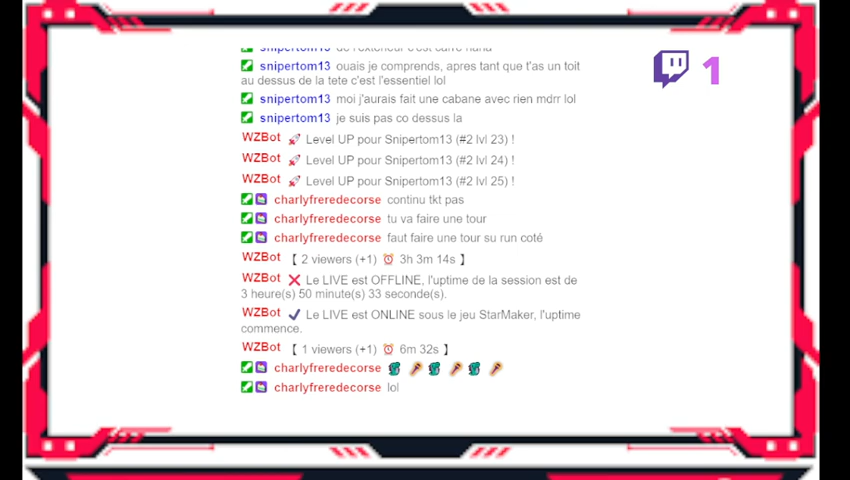 snipertom13 de l'extérieur c'est carré haha
snipertom13 ouais je comprends, apres tant que t'as un toit
au dessus de la tete c'est l'essentiel lol
1
snipertom13 moi j'aurais fait une cabane avec rien mdrr lol
snipertom13 je suis pas co dessus la
WZBot 🚀 Level UP pour Snipertom13 (#2 lvl 23) !
WZBot 🚀 Level UP pour Snipertom13 (#2 lvl 24) !
WZBot 🚀 Level UP pour Snipertom13 (#2 lvl 25) !
charlyfreredecorse continu tkt pas
charlyfreredecorse tu va faire une tour
charlyfreredecorse faut faire une tour su run coté
WZBot 【 2 viewers (+1) ⏰ 3h 3m 14s 】
WZBot ❌ Le LIVE est OFFLINE, l'uptime de la session est de
3 heure(s) 50 minute(s) 33 seconde(s).
WZBot ✔ Le LIVE est ONLINE sous le jeu StarMaker, l'uptime
commence.
WZBot 【 1 viewers (+1) ⏰ 6m 32s 】
charlyfreredecorse
charlyfreredecorse lol